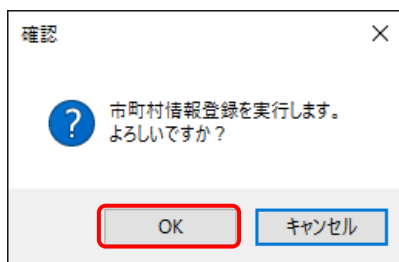 確認
市町村情報登録を実行します。
よろしいですか？
OK
キャンセル